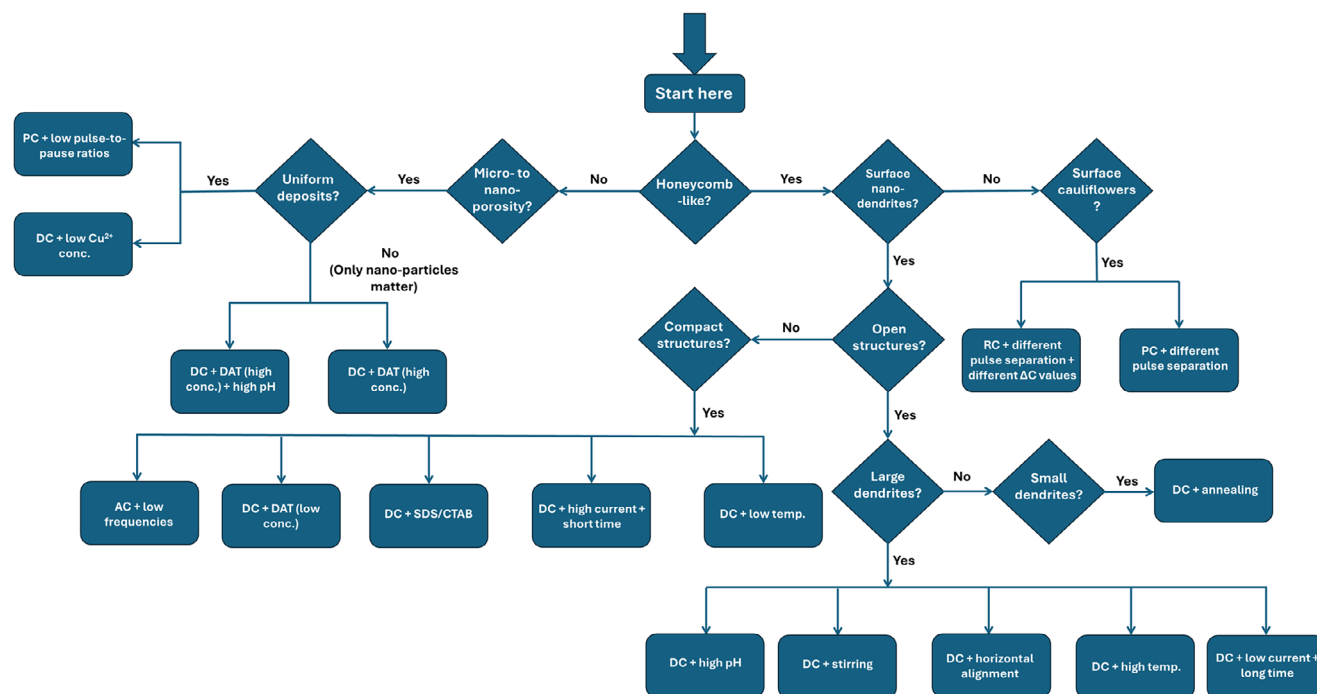 Start here
PC + low pulse-to-
pause ratios
Yes
Uniform
deposits?
Yes
Micro- to
nano-
porosity?
No
Honeycomb
-like?
Yes
Surface
nano-
dendrites?
No
Surface
cauliflowers
?
DC + low Cu²⁺
conc.
No
(Only nano-particles
matter)
Yes
Yes
DC + DAT (high
conc.) + high pH
DC + DAT (high
conc.)
Compact
structures?
No
Open
structures?
RC + different
pulse separation +
different ΔC values
PC + different
pulse separation
Yes
Yes
AC + low
frequencies
DC + DAT (low
conc.)
DC + SDS/CTAB
DC + high current +
short time
DC + low temp.
Large
dendrites?
No
Small
dendrites?
Yes
DC + annealing
Yes
DC + high pH
DC + stirring
DC + horizontal
alignment
DC + high temp.
DC + low current +
long time